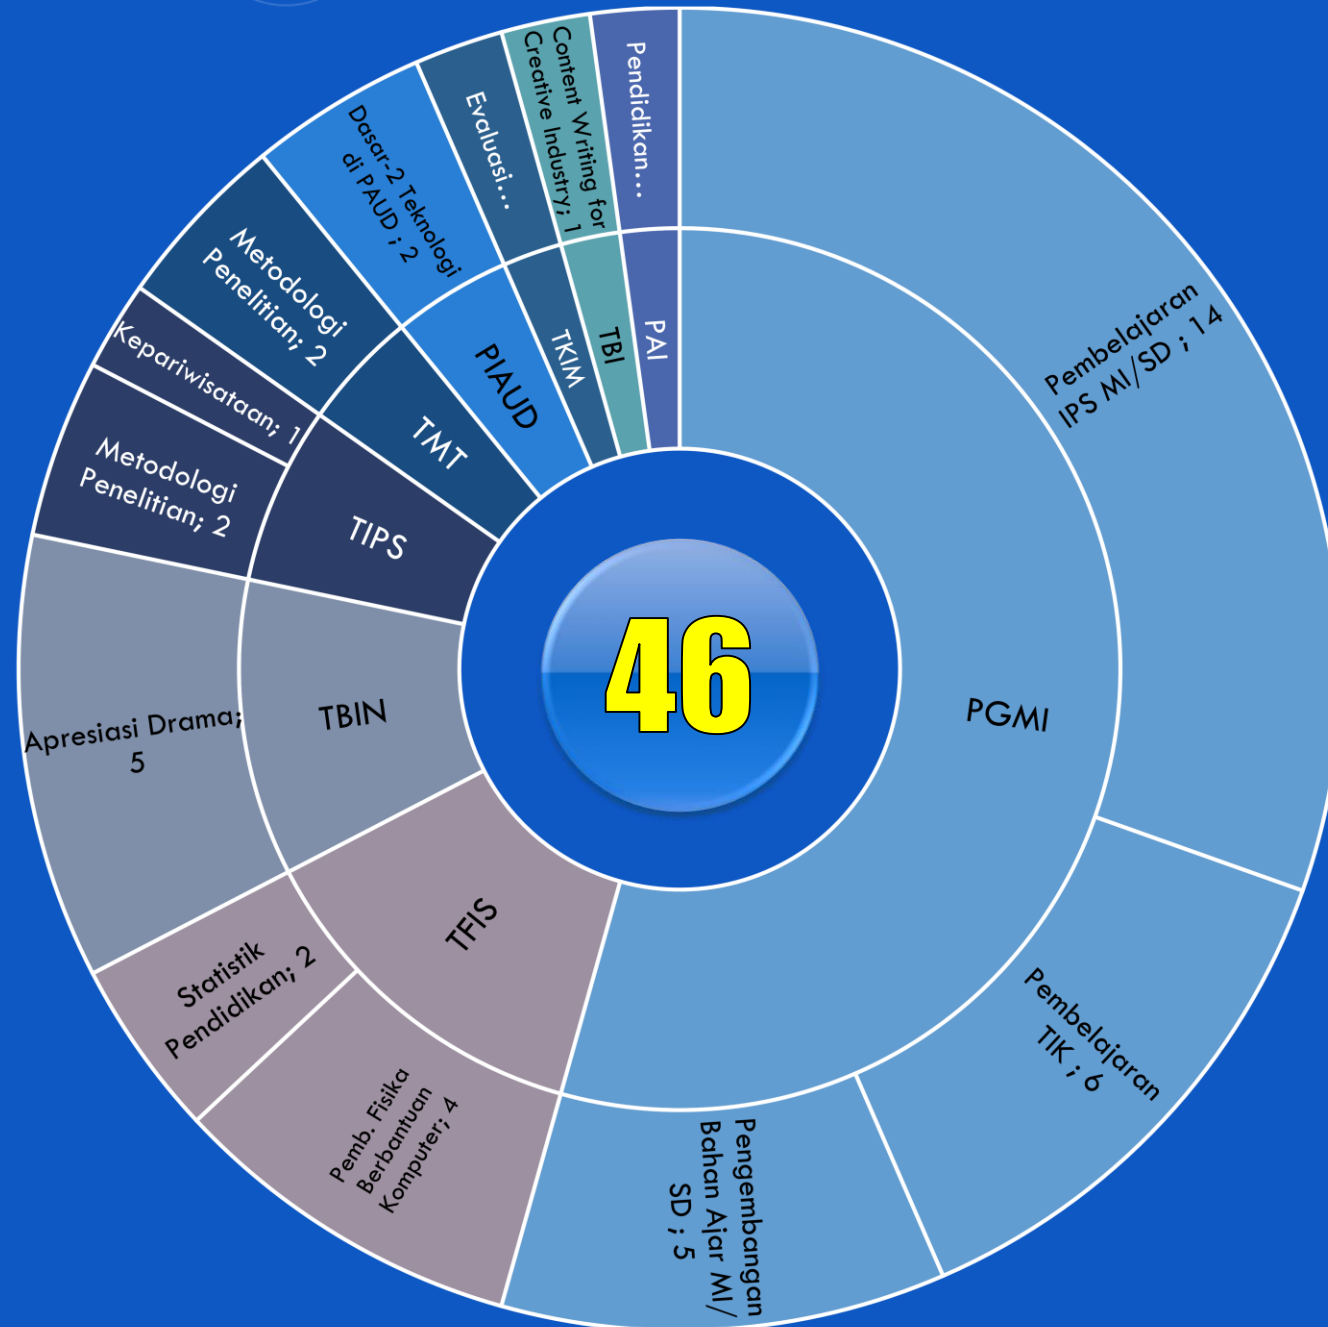 Pembelajaran
IPS MI/SD ; 14
Pembelajaran
TIK ; 6
Pengembangan
Bahan Ajar MI/
SD ; 5
Pemb. Fisika
Berbantuan
Komputer; 4
Statistik
Pendidikan; 2
Apresiasi Drama;
5
Metodologi
Penelitian; 2
Kepariwisataan; 1
Metodologi
Penelitian; 2
Dasar-2 Teknologi
di PAUD ; 2
Evaluasi...
Content Writing for
Creative Industry; 1
Pendidikan...
PGMI
TFIS
TBIN
TIPS
TMT
PIAUD
TKIM
TBI
PAI
46